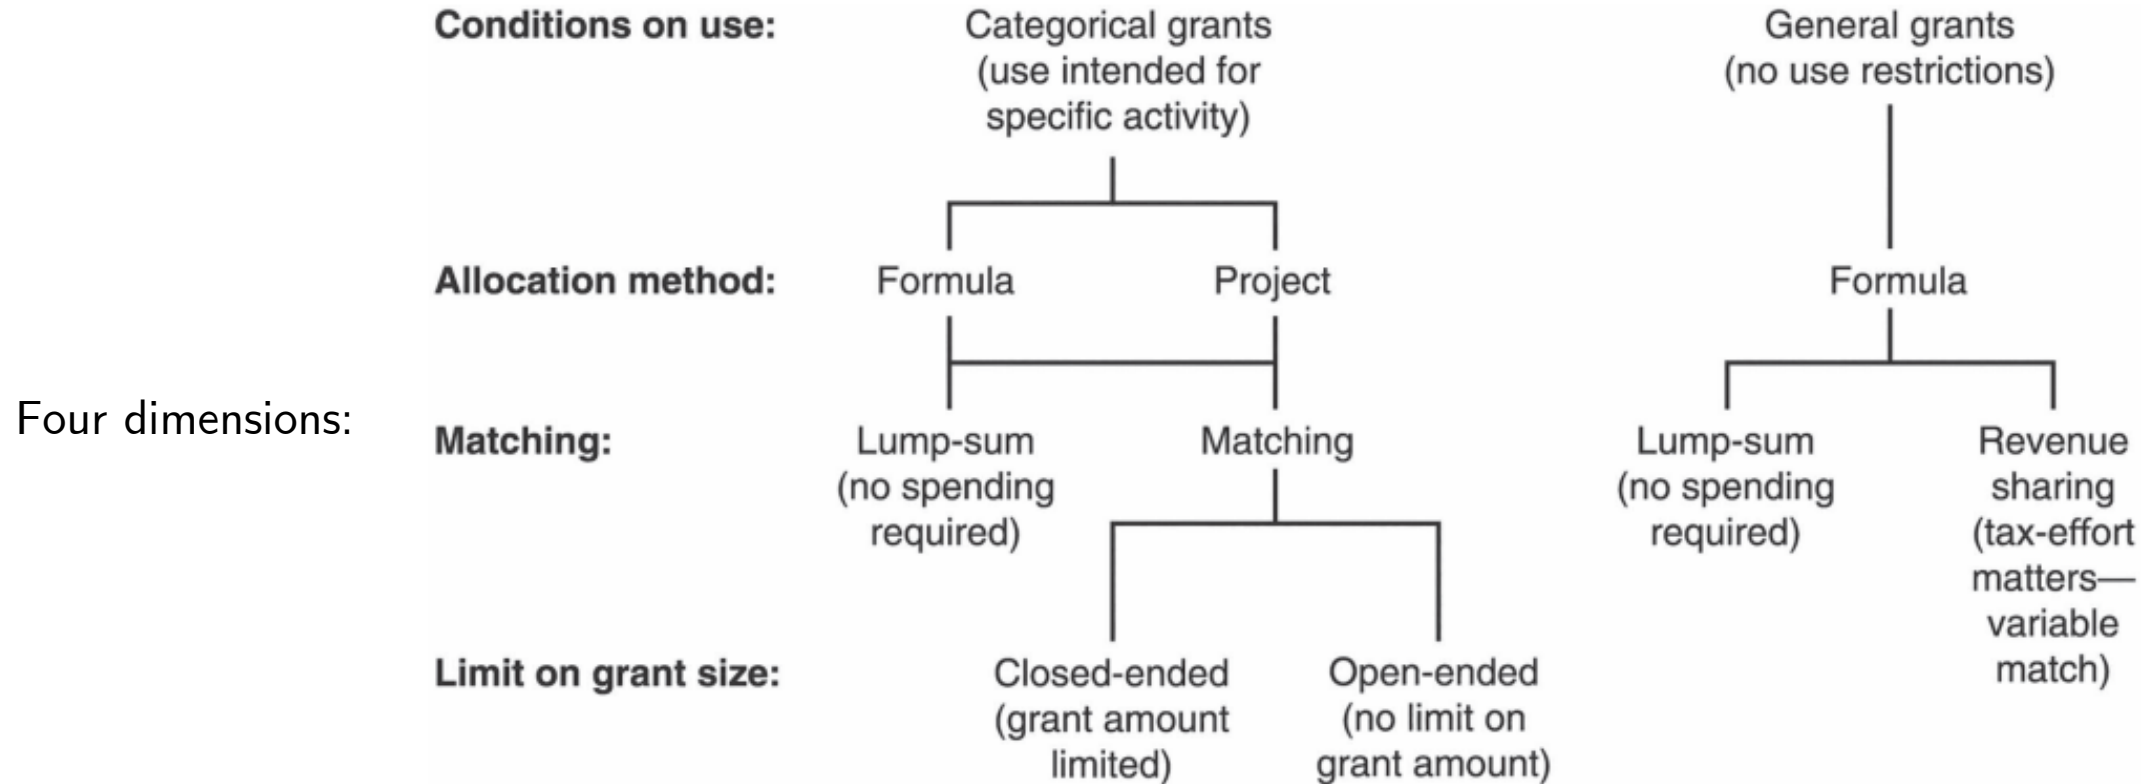 Four dimensions:
Conditions on use:
Categorical grants
(use intended for
specific activity)
General grants
(no use restrictions)
Allocation method:
Formula
Project
Formula
Matching:
Lump-sum
(no spending
required)
Matching
Lump-sum
(no spending
required)
Revenue
sharing
(tax-effort
matters—
variable
match)
Limit on grant size:
Closed-ended
(grant amount
limited)
Open-ended
(no limit on
grant amount)